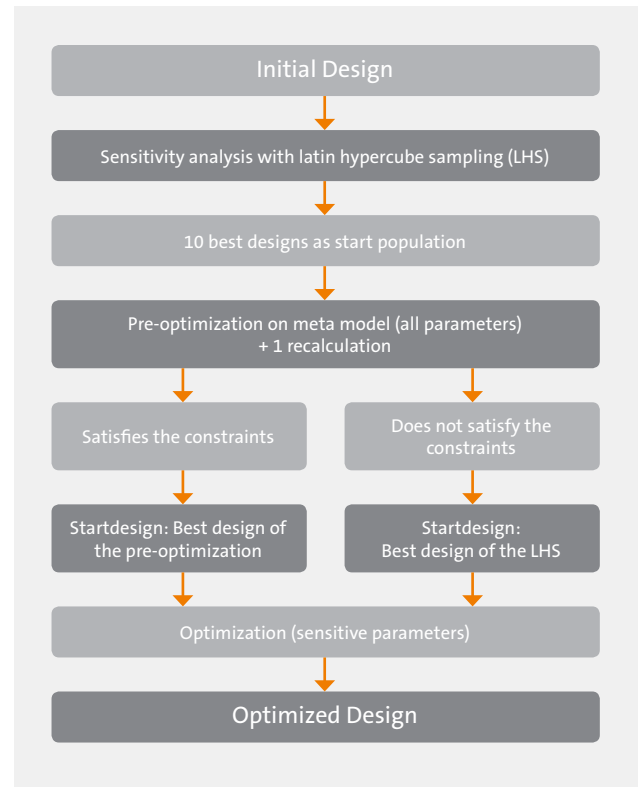 Initial Design
Sensitivity analysis with latin hypercube sampling (LHS)
10 best designs as start population
Pre-optimization on meta model (all parameters)
+ 1 recalculation
Satisfies the constraints
Does not satisfy the
constraints
Startdesign: Best design of
the pre-optimization
Startdesign:
Best design of the LHS
Optimization (sensitive parameters)
Optimized Design